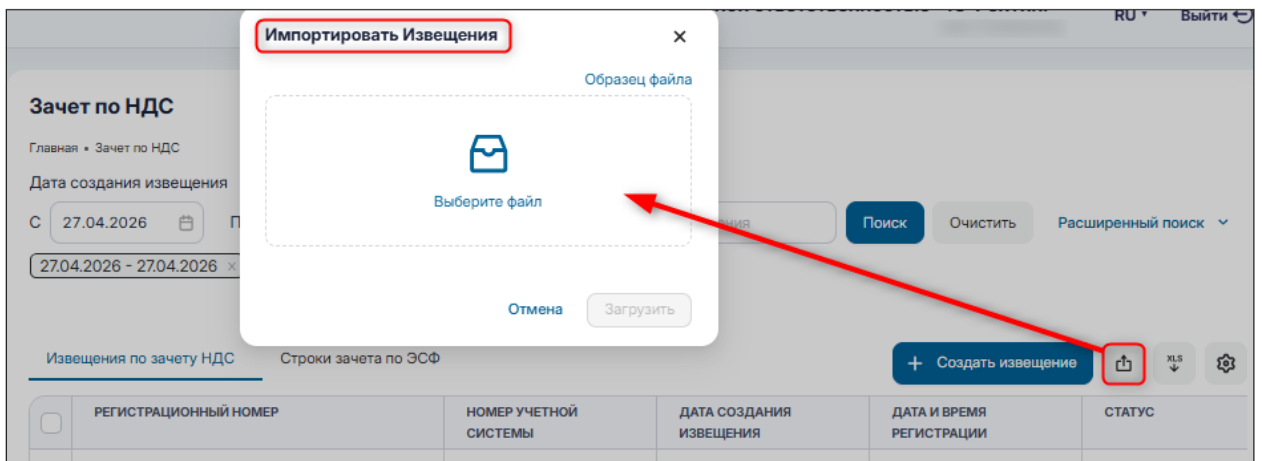 RU
Выйти
Импортировать Извещения
Образец файла
Выберите файл
Отмена
Загрузить
Зачет по НДС
Главная • Зачет по НДС
Дата создания извещения
С 27.04.2026
Поиск
Очистить
Расширенный поиск
27.04.2026 - 27.04.2026 ×
Извещения по зачету НДС
Строки зачета по ЭСФ
+ Создать извещение
XLS
РЕГИСТРАЦИОННЫЙ НОМЕР
НОМЕР УЧЕТНОЙ
СИСТЕМЫ
ДАТА СОЗДАНИЯ
ИЗВЕЩЕНИЯ
ДАТА И ВРЕМЯ
РЕГИСТРАЦИИ
СТАТУС